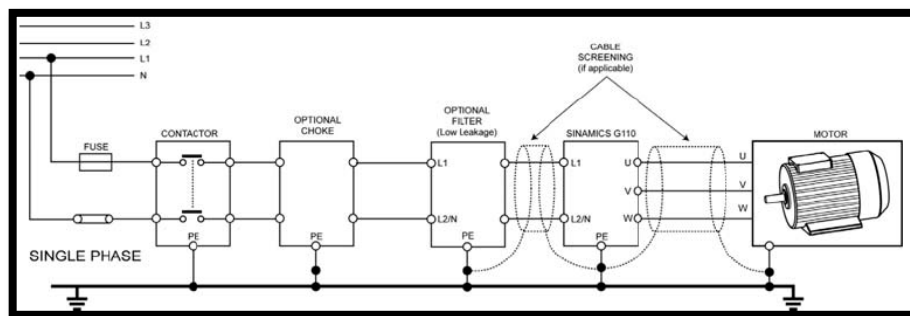 L3
L2
L1
N
CABLE
SCREENING
(if applicable)
FUSE
CONTACTOR
OPTIONAL
CHOKE
OPTIONAL
FILTER
(Low Leakage)
SINAMICS G110
MOTOR
L1
L1
U
U
V
V
L2/N
L2/N
W
W
PE
PE
PE
PE
SINGLE PHASE